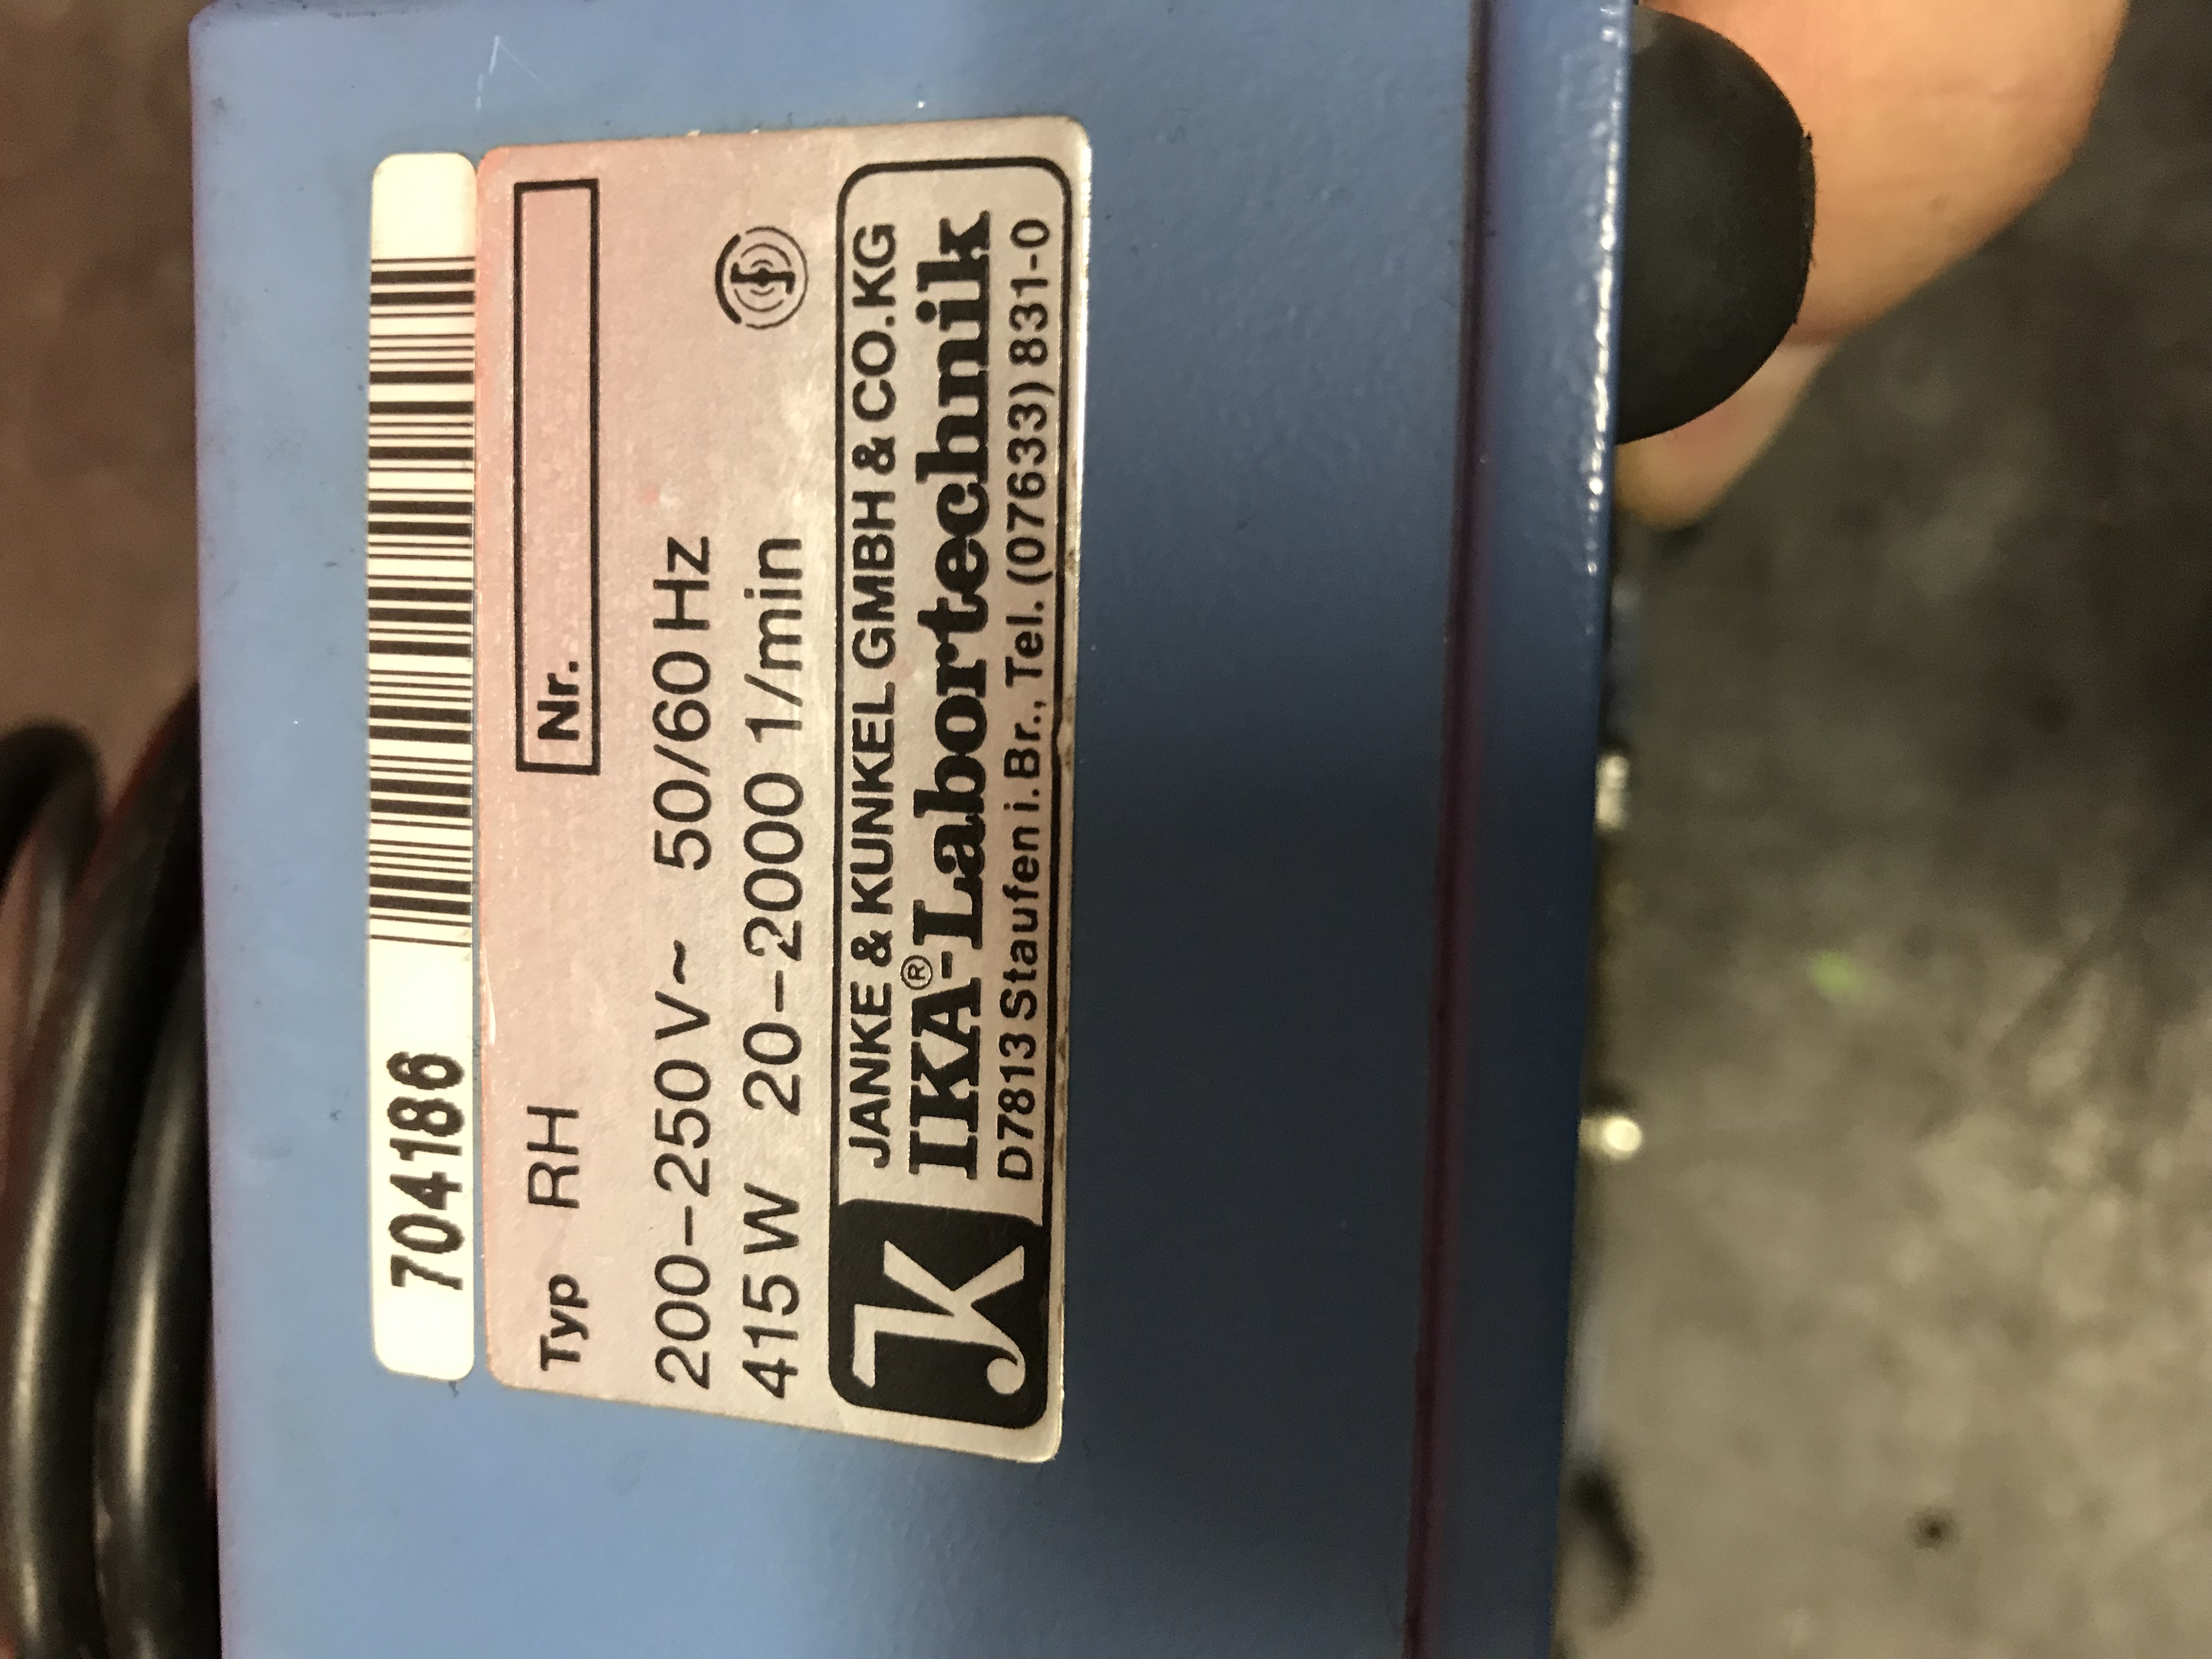 704186
Typ RH Nr.
200–250 V~ 50/60 Hz
415 W 20–2000 1/min
JK
JANKE & KUNKEL GMBH & CO.KG
IKA®-Labortechnik
D7813 Staufen i. Br., Tel. (07633) 831-0